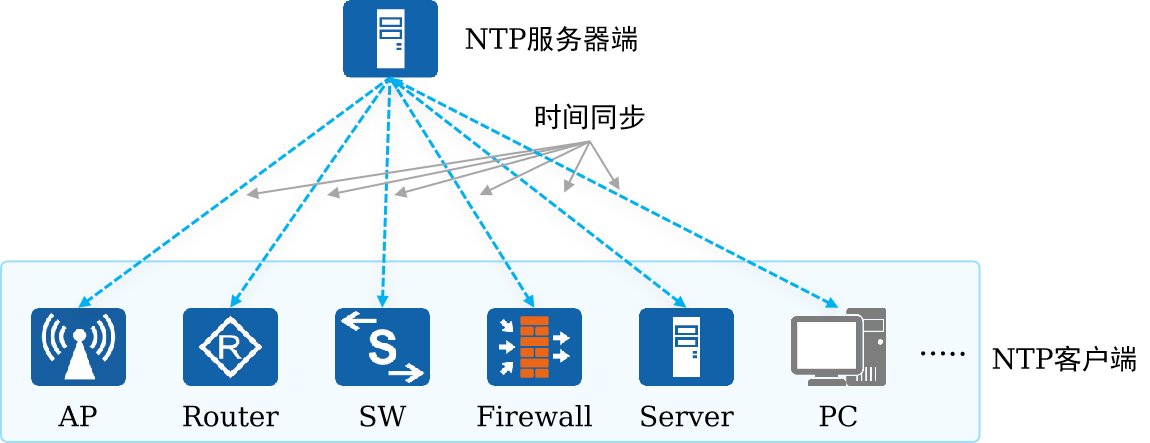 NTP服务器端
时间同步
R
S
AP
Router
SW
Firewall
Server
PC
.....
NTP客户端